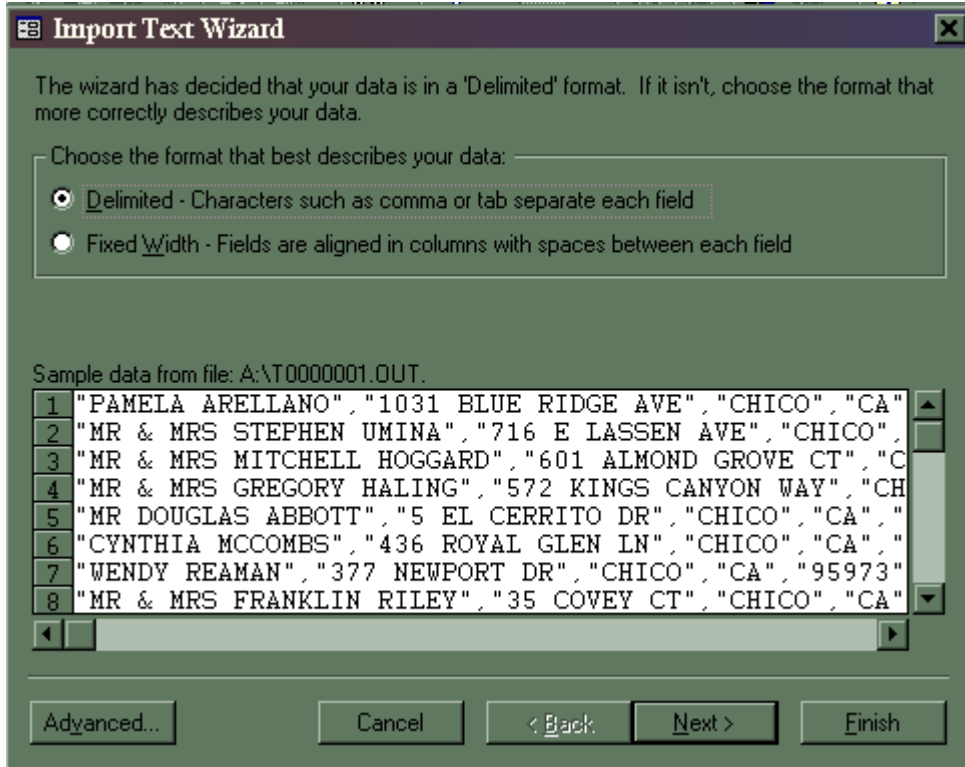 Import Text Wizard
The wizard has decided that your data is in a 'Delimited' format. If it isn't, choose the format that
more correctly describes your data.
Choose the format that best describes your data:
Delimited - Characters such as comma or tab separate each field
Fixed Width - Fields are aligned in columns with spaces between each field
Sample data from file: A:\T0000001.OUT.
1 "PAMELA ARELLANO","1031 BLUE RIDGE AVE","CHICO","CA"
2 "MR & MRS STEPHEN UMINA","716 E LASSEN AVE","CHICO",
3 "MR & MRS MITCHELL HOGGARD","601 ALMOND GROVE CT","C
4 "MR & MRS GREGORY HALING","572 KINGS CANYON WAY","CH
5 "MR DOUGLAS ABBOTT","5 EL CERRITO DR","CHICO","CA","
6 "CYNTHIA MCCOMBS","436 ROYAL GLEN LN","CHICO","CA","
7 "WENDY REAMAN","377 NEWPORT DR","CHICO","CA","95973"
8 "MR & MRS FRANKLIN RILEY","35 COVEY CT","CHICO","CA"
Advanced... Cancel < Back Next > Finish